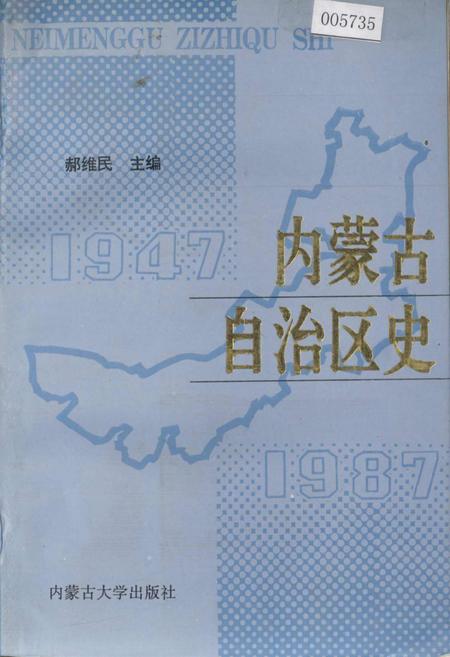 NEIMENGGU ZIZHIQU SHI
005735
郝维民 主编
1947
内蒙古
自治区史
1987
内蒙古大学出版社